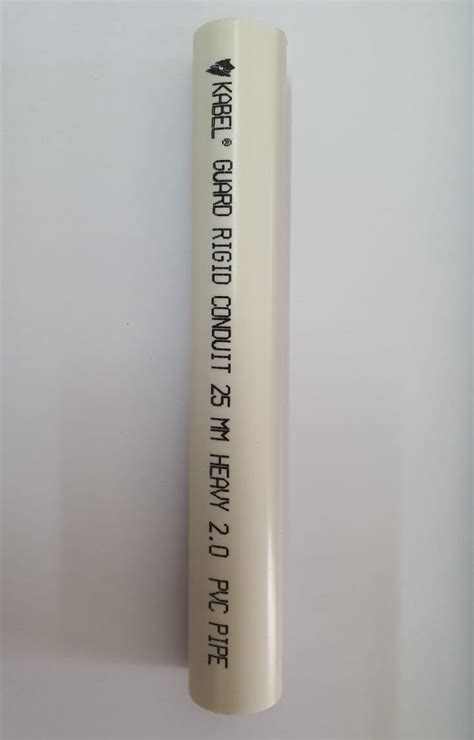 KABEL® GUARD RIGID CONDUIT 25 MM HEAVY 2.0 PVC PIPE